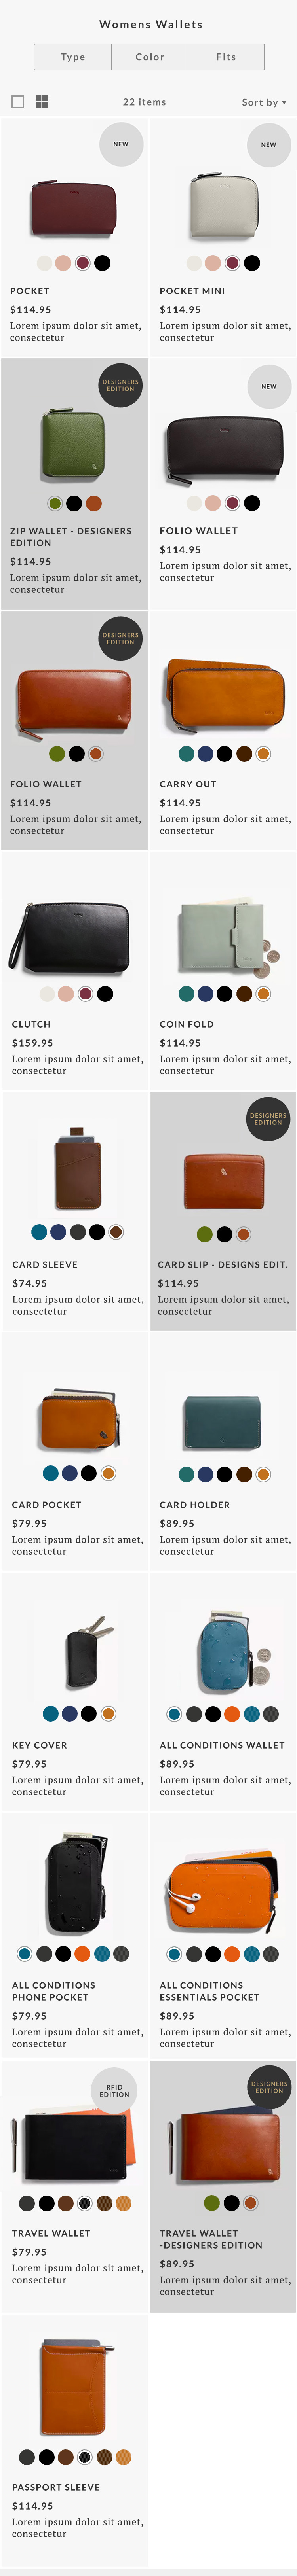 Womens Wallets
Type Color Fits
22 items Sort by
NEW
POCKET
$114.95
Lorem ipsum dolor sit amet,
consectetur
NEW
POCKET MINI
$114.95
Lorem ipsum dolor sit amet,
consectetur
DESIGNERS
EDITION
ZIP WALLET - DESIGNERS
EDITION
$114.95
Lorem ipsum dolor sit amet,
consectetur
NEW
FOLIO WALLET
$114.95
Lorem ipsum dolor sit amet,
consectetur
DESIGNERS
EDITION
FOLIO WALLET
$114.95
Lorem ipsum dolor sit amet,
consectetur
CARRY OUT
$114.95
Lorem ipsum dolor sit amet,
consectetur
CLUTCH
$159.95
Lorem ipsum dolor sit amet,
consectetur
COIN FOLD
$114.95
Lorem ipsum dolor sit amet,
consectetur
CARD SLEEVE
$74.95
Lorem ipsum dolor sit amet,
consectetur
DESIGNERS
EDITION
CARD SLIP - DESIGNS EDIT.
$114.95
Lorem ipsum dolor sit amet,
consectetur
CARD POCKET
$79.95
Lorem ipsum dolor sit amet,
consectetur
CARD HOLDER
$89.95
Lorem ipsum dolor sit amet,
consectetur
KEY COVER
$79.95
Lorem ipsum dolor sit amet,
consectetur
ALL CONDITIONS WALLET
$89.95
Lorem ipsum dolor sit amet,
consectetur
ALL CONDITIONS
PHONE POCKET
$79.95
Lorem ipsum dolor sit amet,
consectetur
ALL CONDITIONS
ESSENTIALS POCKET
$89.95
Lorem ipsum dolor sit amet,
consectetur
RFID
EDITION
TRAVEL WALLET
$79.95
Lorem ipsum dolor sit amet,
consectetur
DESIGNERS
EDITION
TRAVEL WALLET
-DESIGNERS EDITION
$89.95
Lorem ipsum dolor sit amet,
consectetur
PASSPORT SLEEVE
$114.95
Lorem ipsum dolor sit amet,
consectetur